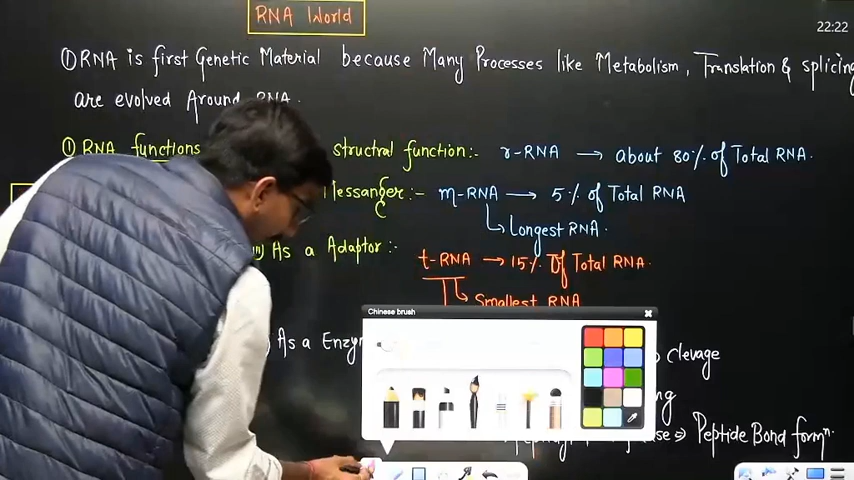 RNA World
22:22
① RNA is first Genetic Material because Many Processes like Metabolism, Translation & splicing
are evolved Around RNA.
① RNA functions structral function:- r-RNA → about 80% of Total RNA.
Messanger:- m-RNA → 5% of Total RNA
Longest RNA.
As a Adaptor:- t-RNA → 15% Of Total RNA.
Smallest RNA
Chinese brush
As a Enzy
Clevage
⇒ Peptide Bond formⁿ.